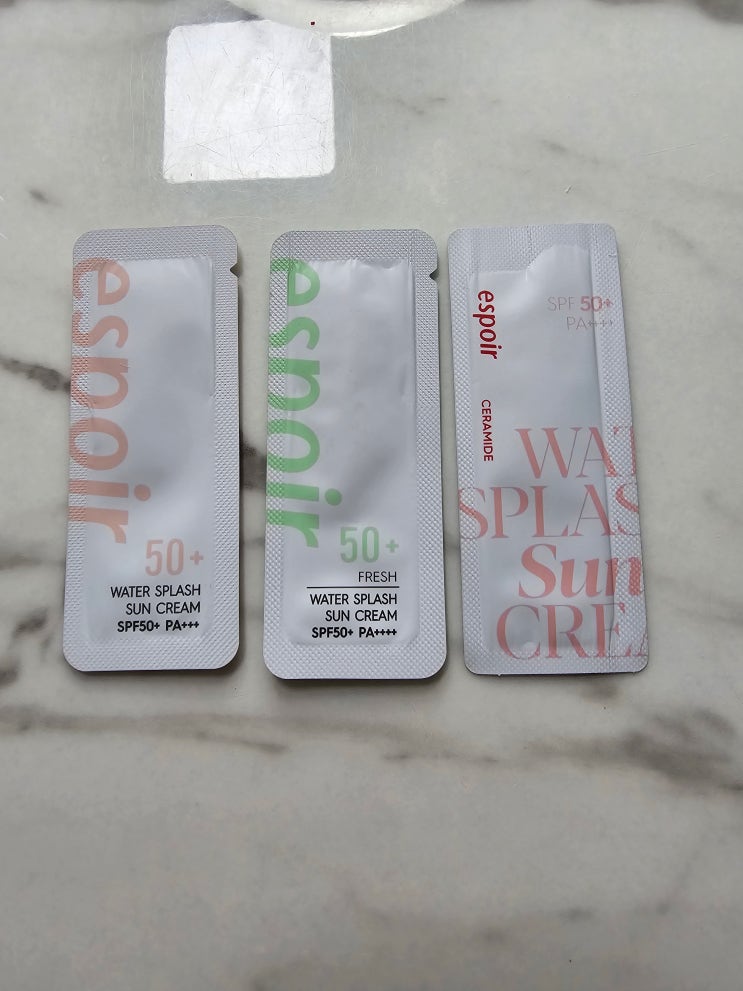 espoir
50+
WATER SPLASH
SUN CREAM
SPF50+ PA+++
espoir
50+
FRESH
WATER SPLASH
SUN CREAM
SPF50+ PA++++
espoir
CERAMIDE
SPF 50+
PA++++
WAT
SPLAS
Sun
CREA